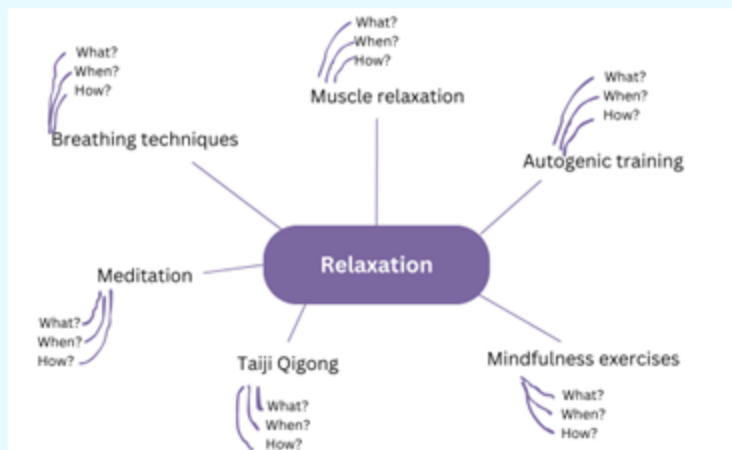 What?
When?
How?
Muscle relaxation
What?
When?
How?
Breathing techniques
What?
When?
How?
Autogenic training
Relaxation
Meditation
What?
When?
How?
Taiji Qigong
What?
When?
How?
Mindfulness exercises
What?
When?
How?